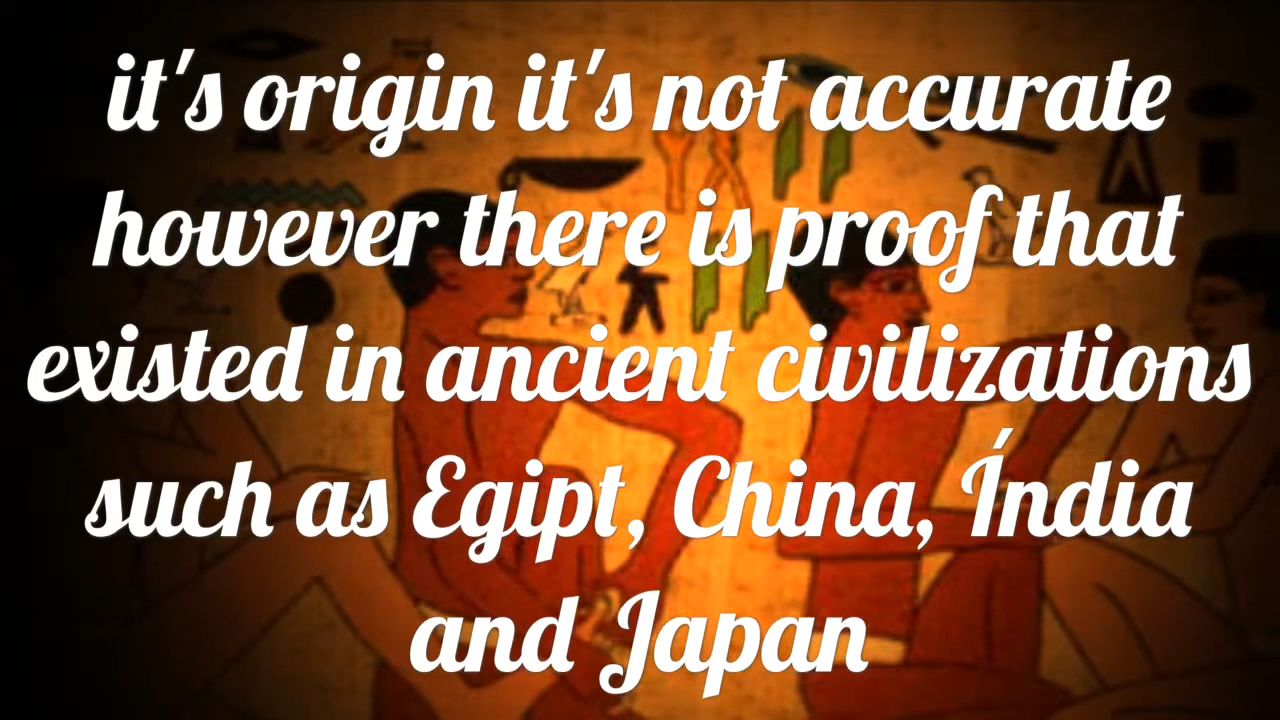 it's origin it's not accurate
however there is proof that
existed in ancient civilizations
such as Egipt, China, Índia
and Japan